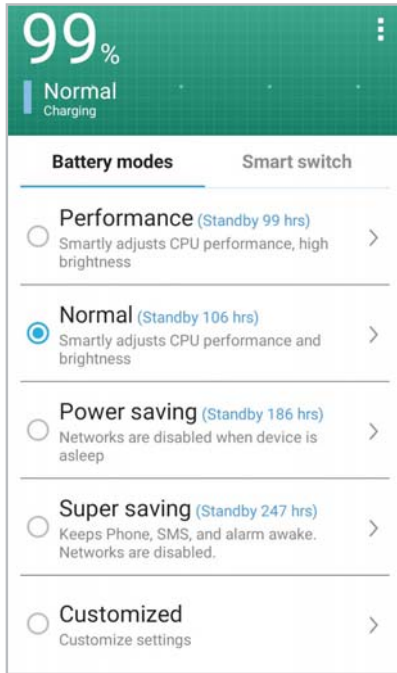 99%
Normal
Charging
Battery modes Smart switch
Performance (Standby 99 hrs)
Smartly adjusts CPU performance, high
brightness
Normal (Standby 106 hrs)
Smartly adjusts CPU performance and
brightness
Power saving (Standby 186 hrs)
Networks are disabled when device is
asleep
Super saving (Standby 247 hrs)
Keeps Phone, SMS, and alarm awake.
Networks are disabled.
Customized
Customize settings